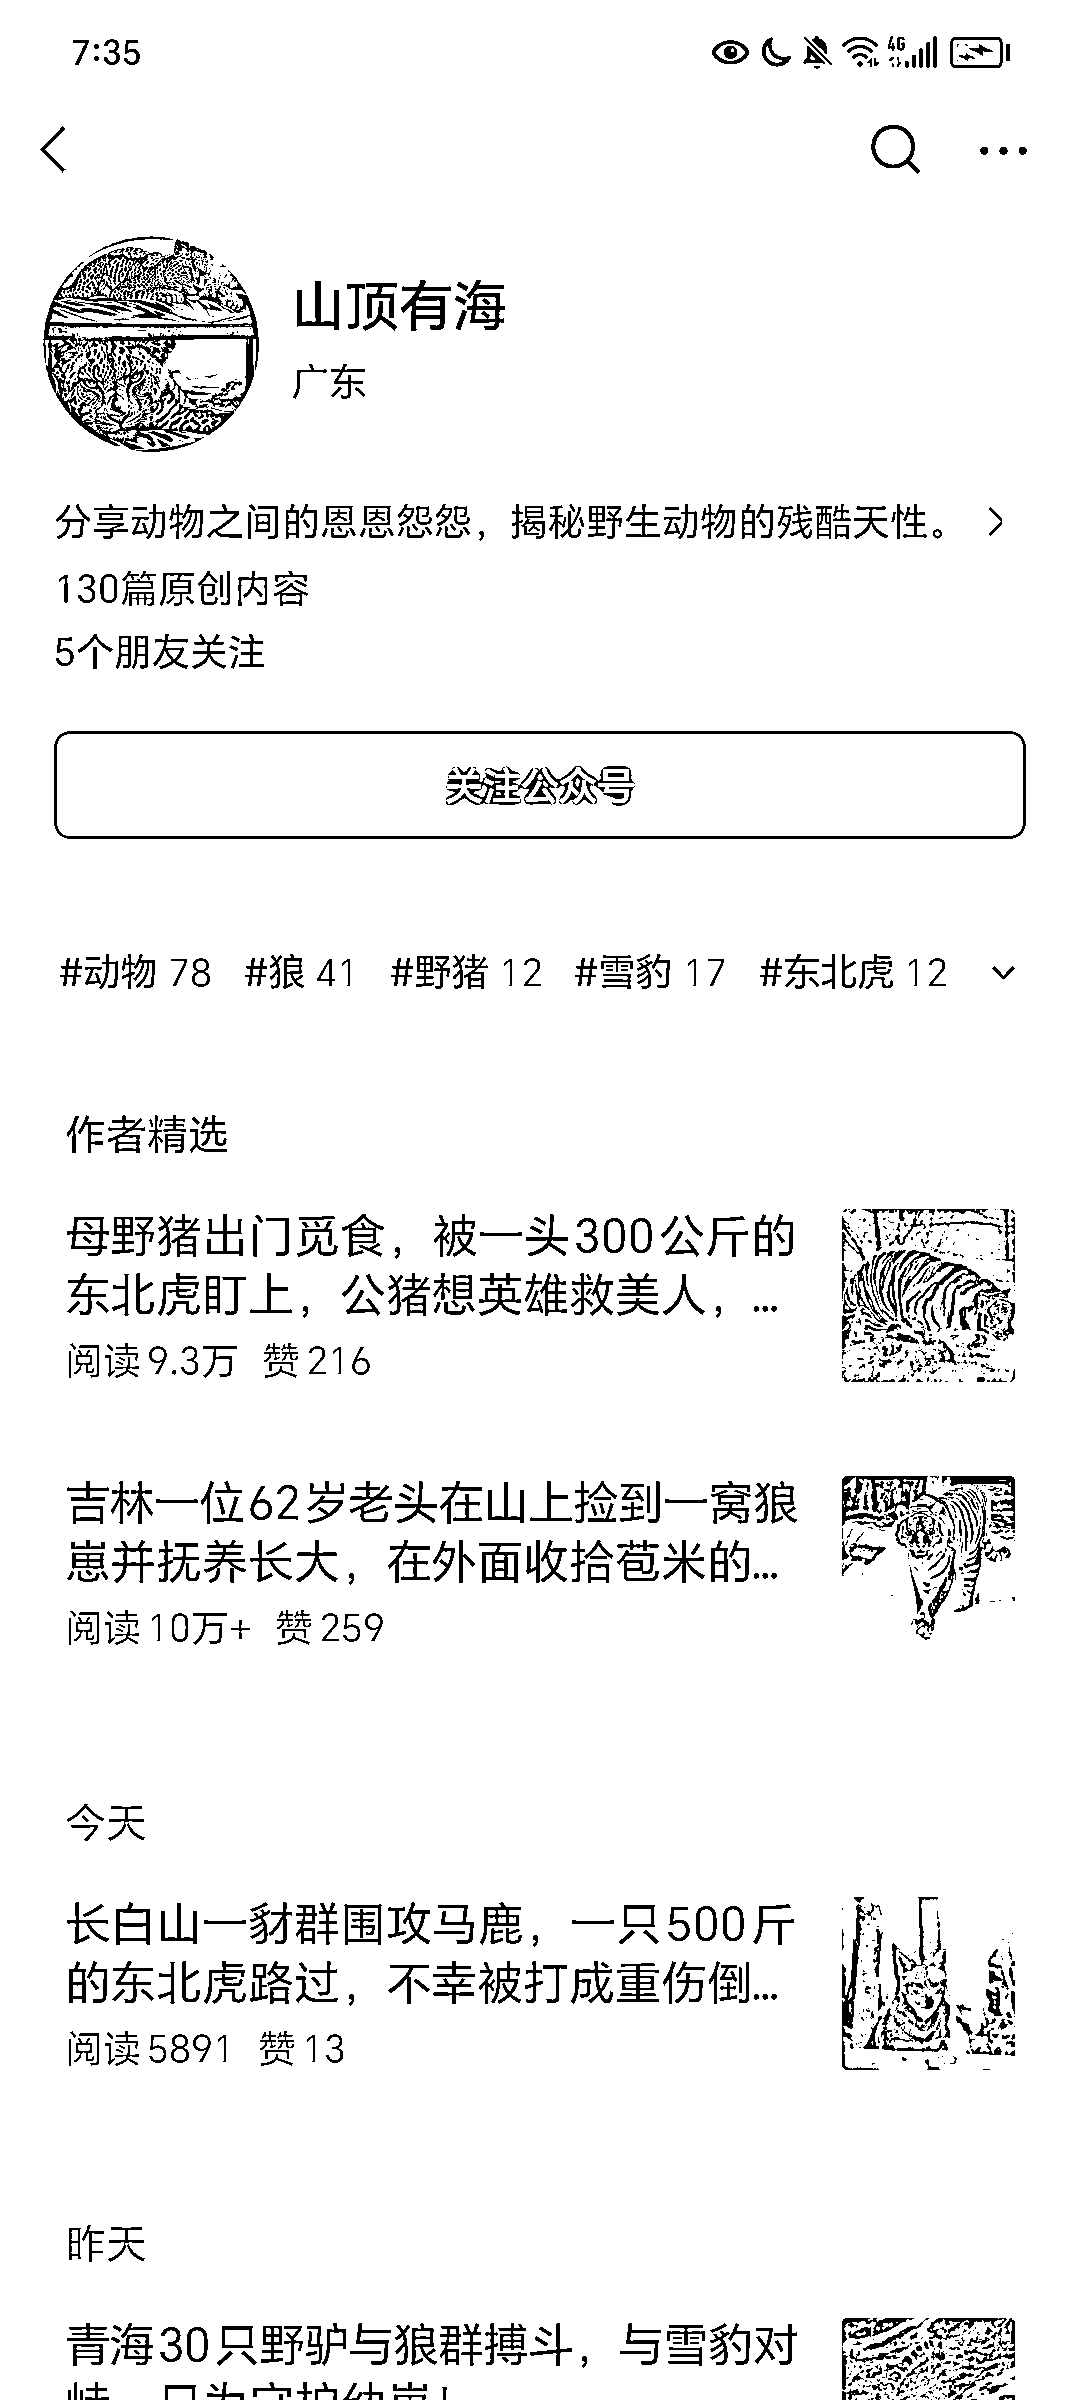 7:35
4G
山顶有海
广东
分享动物之间的恩恩怨怨，揭秘野生动物的残酷天性。
130篇原创内容
5个朋友关注
关注公众号
#动物 78 #狼 41 #野猪 12 #雪豹 17 #东北虎 12
作者精选
母野猪出门觅食，被一头300公斤的
东北虎盯上，公猪想英雄救美人，...
阅读 9.3万 赞 216
吉林一位62岁老头在山上捡到一窝狼
崽并抚养长大，在外面收拾苞米的...
阅读 10万+ 赞 259
今天
长白山一豺群围攻马鹿，一只500斤
的东北虎路过，不幸被打成重伤倒...
阅读 5891 赞 13
昨天
青海30只野驴与狼群搏斗，与雪豹对
峙，只为守护幼崽！